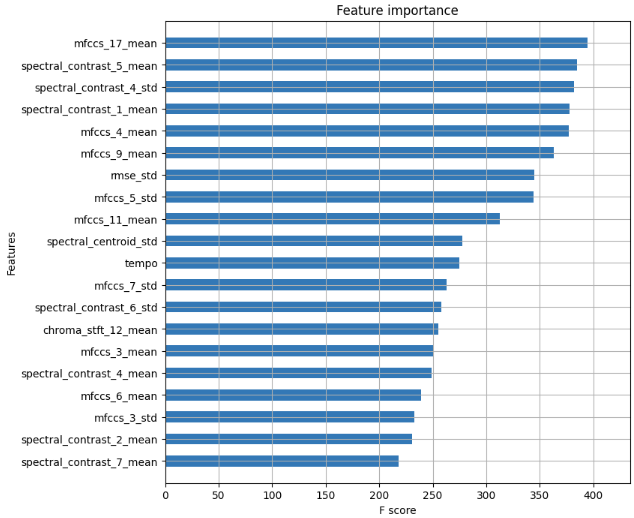 Feature importance
Features
mfccs_17_mean
spectral_contrast_5_mean
spectral_contrast_4_std
spectral_contrast_1_mean
mfccs_4_mean
mfccs_9_mean
rmse_std
mfccs_5_std
mfccs_11_mean
spectral_centroid_std
tempo
mfccs_7_std
spectral_contrast_6_std
chroma_stft_12_mean
mfccs_3_mean
spectral_contrast_4_mean
mfccs_6_mean
mfccs_3_std
spectral_contrast_2_mean
spectral_contrast_7_mean
0 50 100 150 200 250 300 350 400
F score